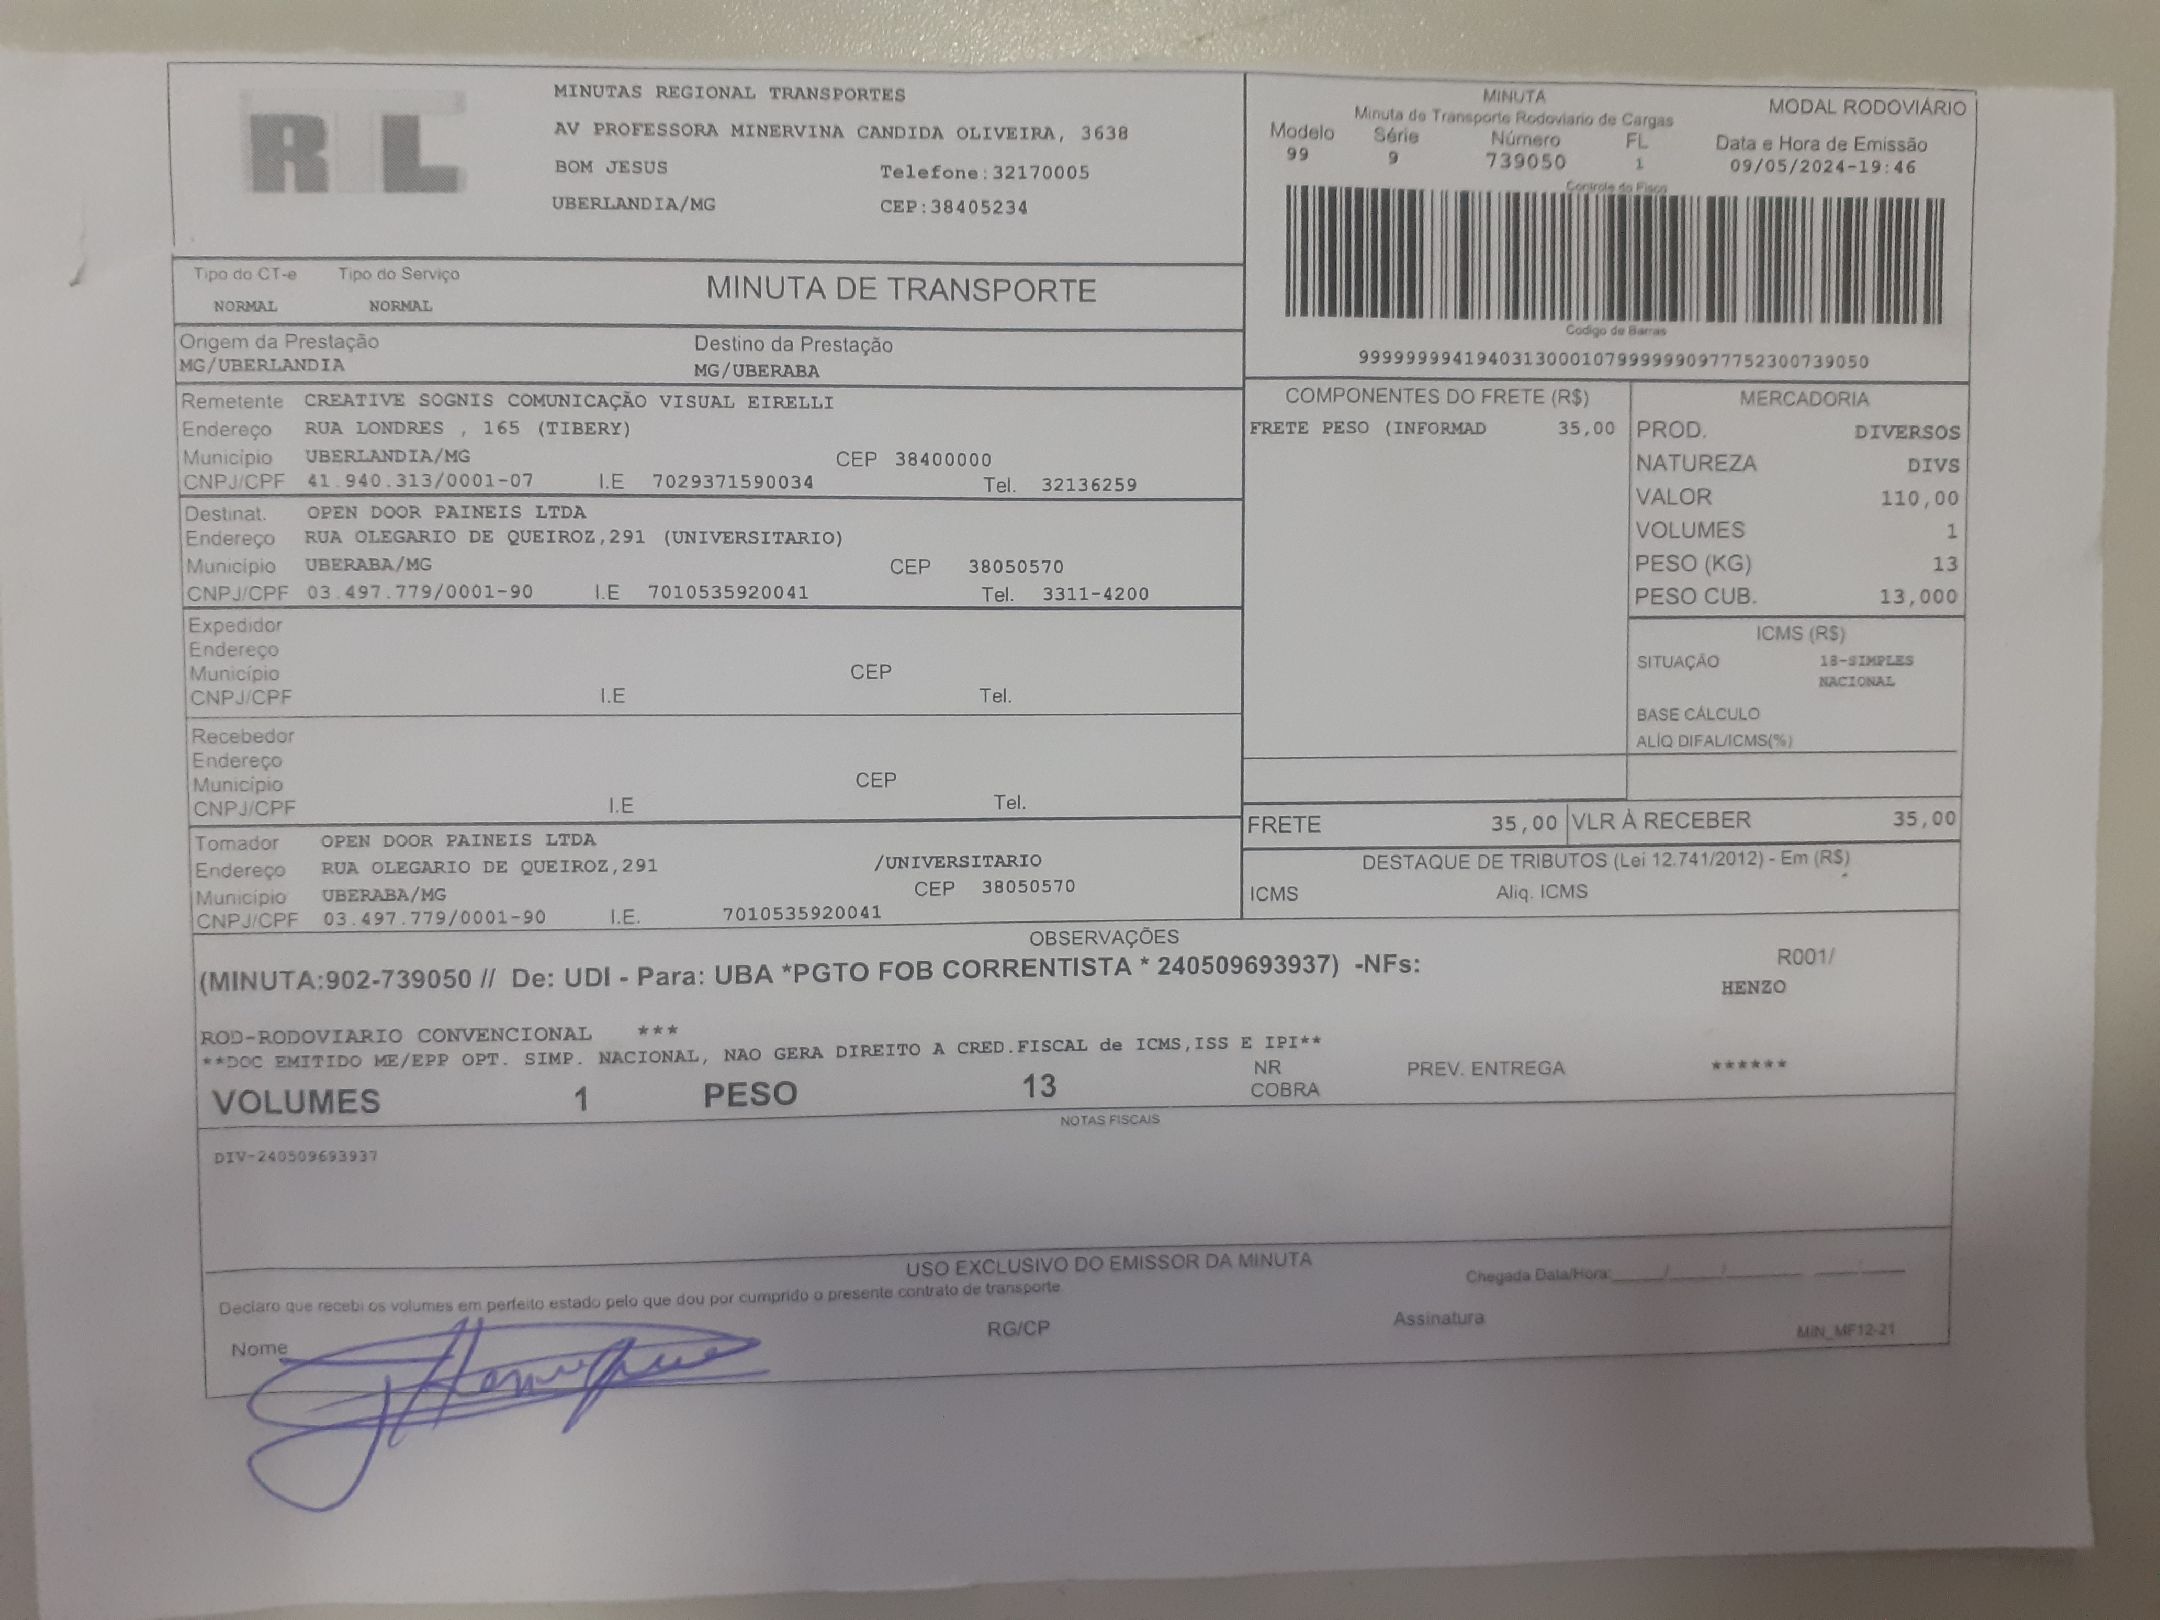 RTL
MINUTAS REGIONAL TRANSPORTES
AV PROFESSORA MINERVINA CANDIDA OLIVEIRA, 3638
BOM JESUS Telefone:32170005
UBERLANDIA/MG CEP:38405234
MINUTA MODAL RODOVIÁRIO
Minuta de Transporte Rodoviario de Cargas
Modelo Série Número FL Data e Hora de Emissão
99 9 739050 1 09/05/2024-19:46
Controle do Fisco
Codigo de Barras
99999999419403130001079999990977752300739050
Tipo do CT-e Tipo do Serviço
NORMAL NORMAL
MINUTA DE TRANSPORTE
Origem da Prestação Destino da Prestação
MG/UBERLANDIA MG/UBERABA
Remetente CREATIVE SOGNIS COMUNICAÇÃO VISUAL EIRELLI
Endereço RUA LONDRES , 165 (TIBERY)
Município UBERLANDIA/MG CEP 38400000
CNPJ/CPF 41.940.313/0001-07 I.E 7029371590034 Tel. 32136259
Destinat. OPEN DOOR PAINEIS LTDA
Endereço RUA OLEGARIO DE QUEIROZ,291 (UNIVERSITARIO)
Município UBERABA/MG CEP 38050570
CNPJ/CPF 03.497.779/0001-90 I.E 7010535920041 Tel. 3311-4200
Expedidor
Endereço
Município CEP
CNPJ/CPF I.E Tel.
Recebedor
Endereço
Município CEP
CNPJ/CPF I.E Tel.
Tomador OPEN DOOR PAINEIS LTDA
Endereço RUA OLEGARIO DE QUEIROZ,291 /UNIVERSITARIO
Município UBERABA/MG CEP 38050570
CNPJ/CPF 03.497.779/0001-90 I.E. 7010535920041
COMPONENTES DO FRETE (R$)
FRETE PESO (INFORMAD 35,00
MERCADORIA
PROD. DIVERSOS
NATUREZA DIVS
VALOR 110,00
VOLUMES 1
PESO (KG) 13
PESO CUB. 13,000
ICMS (R$)
SITUAÇÃO 18-SIMPLES
NACIONAL
BASE CÁLCULO
ALÍQ DIFAL/ICMS(%)
FRETE 35,00 VLR À RECEBER 35,00
DESTAQUE DE TRIBUTOS (Lei 12.741/2012) - Em (R$)
ICMS Aliq. ICMS
OBSERVAÇÕES
(MINUTA:902-739050 // De: UDI - Para: UBA *PGTO FOB CORRENTISTA * 240509693937) -NFs: R001/
HENZO
ROD-RODOVIARIO CONVENCIONAL ***
**DOC EMITIDO ME/EPP OPT. SIMP. NACIONAL, NAO GERA DIREITO A CRED.FISCAL de ICMS,ISS E IPI**
VOLUMES 1 PESO 13 NR PREV. ENTREGA ******
COBRA
NOTAS FISCAIS
DIV-240509693937
USO EXCLUSIVO DO EMISSOR DA MINUTA
Declaro que recebi os volumes em perfeito estado pelo que dou por cumprido o presente contrato de transporte Chegada Data/Hora:____/____/____ ____:____
Nome RG/CP Assinatura MIN_MF12-21